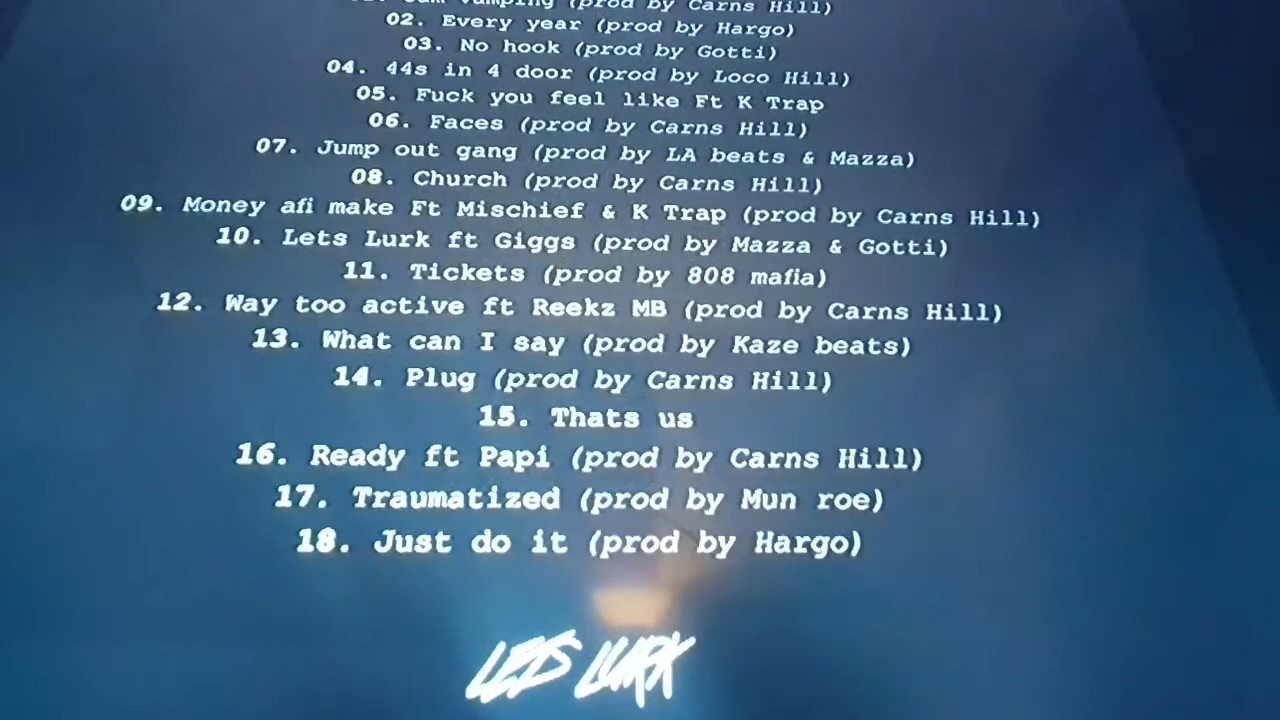 vamping (prod by Carns Hill)
02. Every year (prod by Hargo)
03. No hook (prod by Gotti)
04. 44s in 4 door (prod by Loco Hill)
05. Fuck you feel like Ft K Trap
06. Faces (prod by Carns Hill)
07. Jump out gang (prod by LA beats & Mazza)
08. Church (prod by Carns Hill)
09. Money afi make Ft Mischief & K Trap (prod by Carns Hill)
10. Lets Lurk ft Giggs (prod by Mazza & Gotti)
11. Tickets (prod by 808 mafia)
12. Way too active ft Reekz MB (prod by Carns Hill)
13. What can I say (prod by Kaze beats)
14. Plug (prod by Carns Hill)
15. Thats us
16. Ready ft Papi (prod by Carns Hill)
17. Traumatized (prod by Mun roe)
18. Just do it (prod by Hargo)
LETS LURK